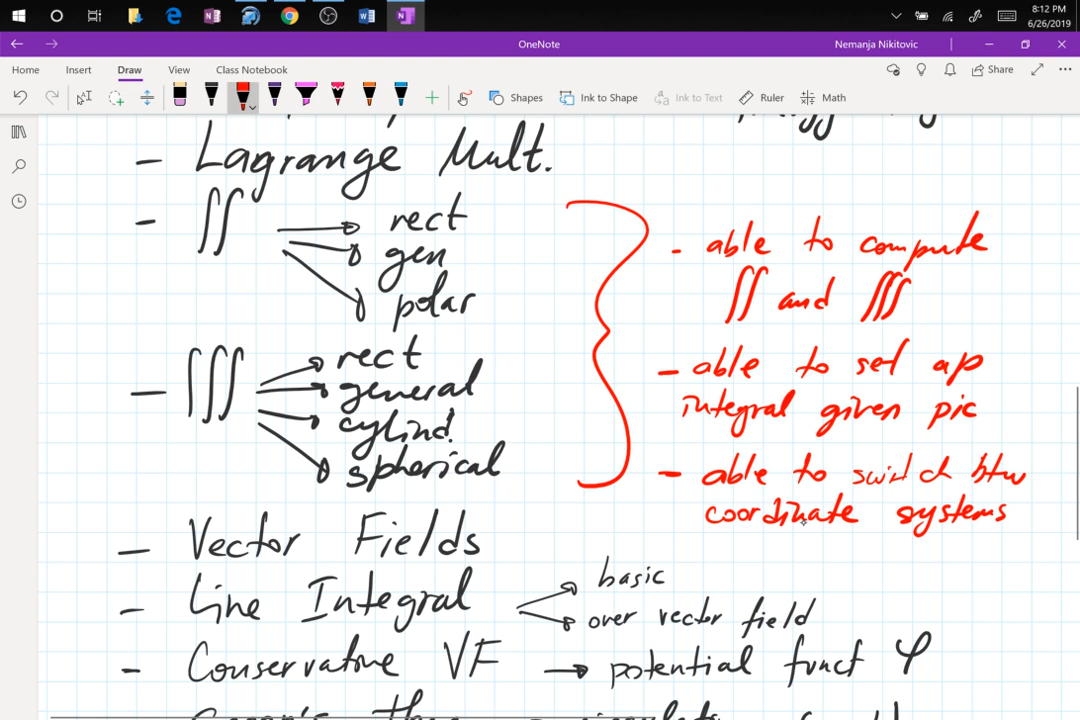 8:12 PM
6/26/2019
OneNote
Nemanja Nikitovic
Home Insert Draw View Class Notebook
Share
Shapes Ink to Shape Ink to Text Ruler Math
- Lagrange Mult.
- ∬ → rect
→ gen
→ polar
- ∭ → rect
→ general
→ cylind.
→ spherical
- able to compute
∬ and ∭
- able to set up
integral given pic
- able to switch btw
coordinate systems
- Vector Fields
- Line Integral → basic
→ over vector field
- Conservative VF → potential funct φ